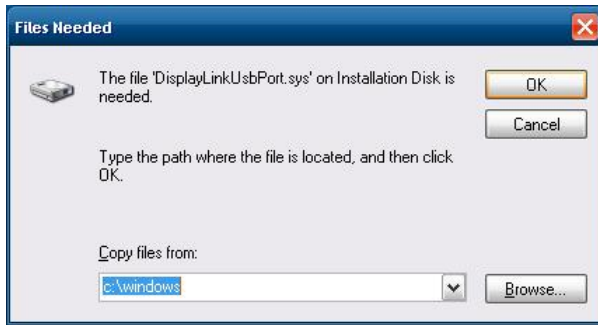 Files Needed
The file 'DisplayLinkUsbPort.sys' on Installation Disk is
needed.
OK
Cancel
Type the path where the file is located, and then click
OK.
Copy files from:
c:\windows
Browse...